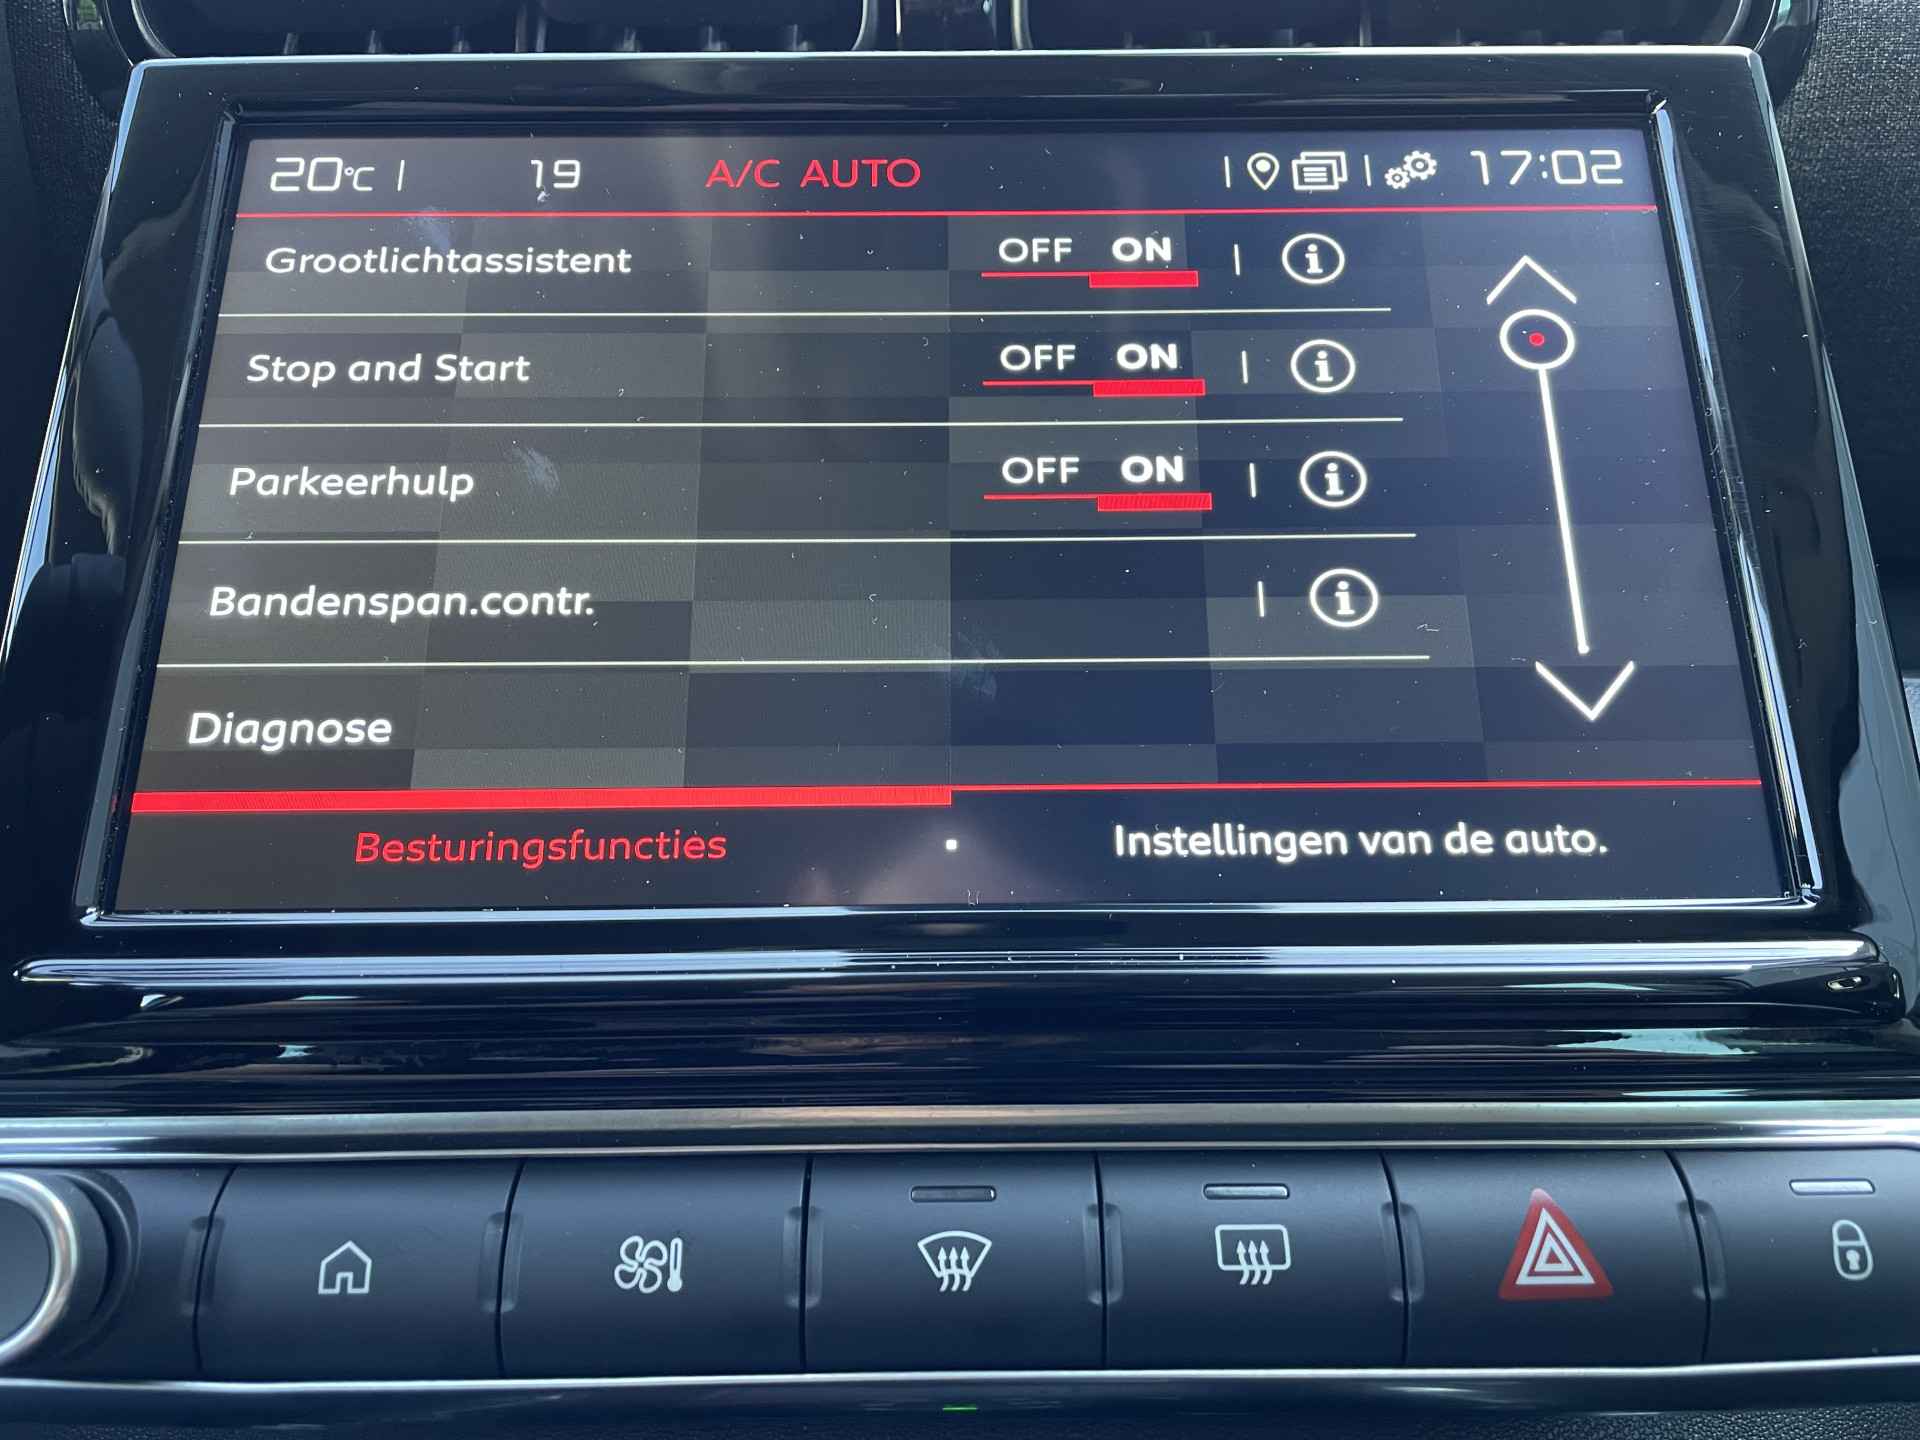 20°C 19 A/C AUTO 17:02
Grootlichtassistent OFF ON i
Stop and Start OFF ON i
Parkeerhulp OFF ON i
Bandenspan.contr. i
Diagnose
Besturingsfuncties Instellingen van de auto.